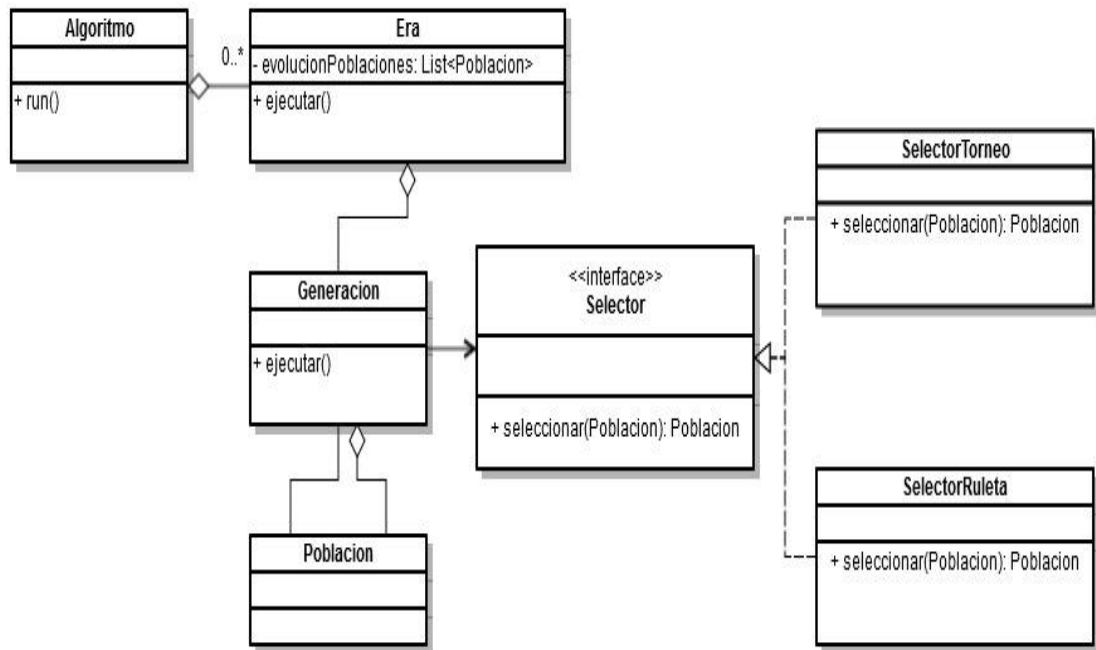 Algoritmo
+ run()
0..*
Era
- evolucionPoblaciones: List<Poblacion>
+ ejecutar()
Generacion
+ ejecutar()
Poblacion
<<interface>>
Selector
+ seleccionar(Poblacion): Poblacion
SelectorTorneo
+ seleccionar(Poblacion): Poblacion
SelectorRuleta
+ seleccionar(Poblacion): Poblacion